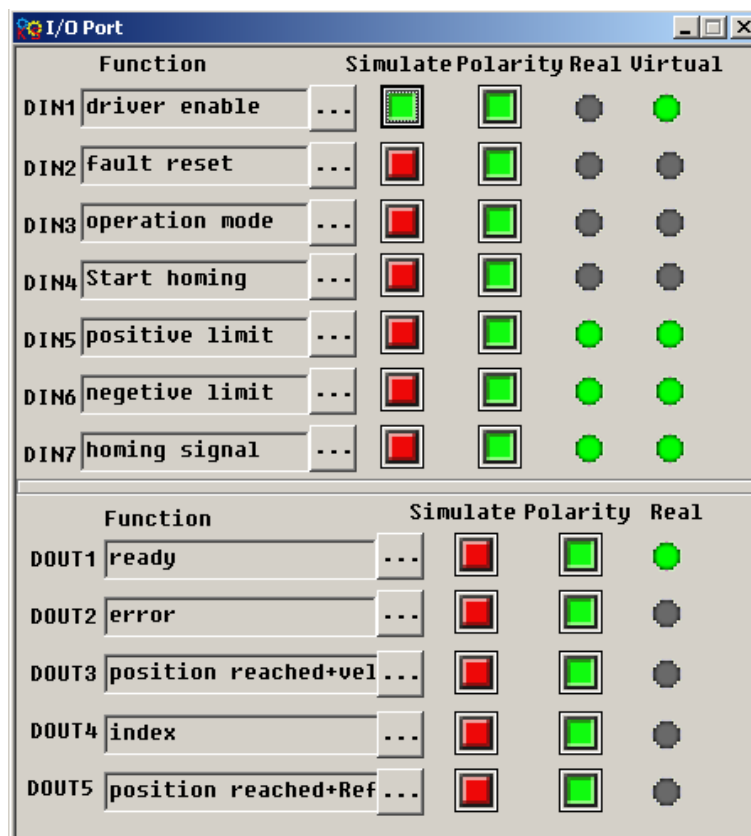 I/O Port
Function Simulate Polarity Real Virtual
DIN1 driver enable ...
DIN2 fault reset ...
DIN3 operation mode ...
DIN4 Start homing ...
DIN5 positive limit ...
DIN6 negetive limit ...
DIN7 homing signal ...
Function Simulate Polarity Real
DOUT1 ready ...
DOUT2 error ...
DOUT3 position reached+vel ...
DOUT4 index ...
DOUT5 position reached+Ref ...